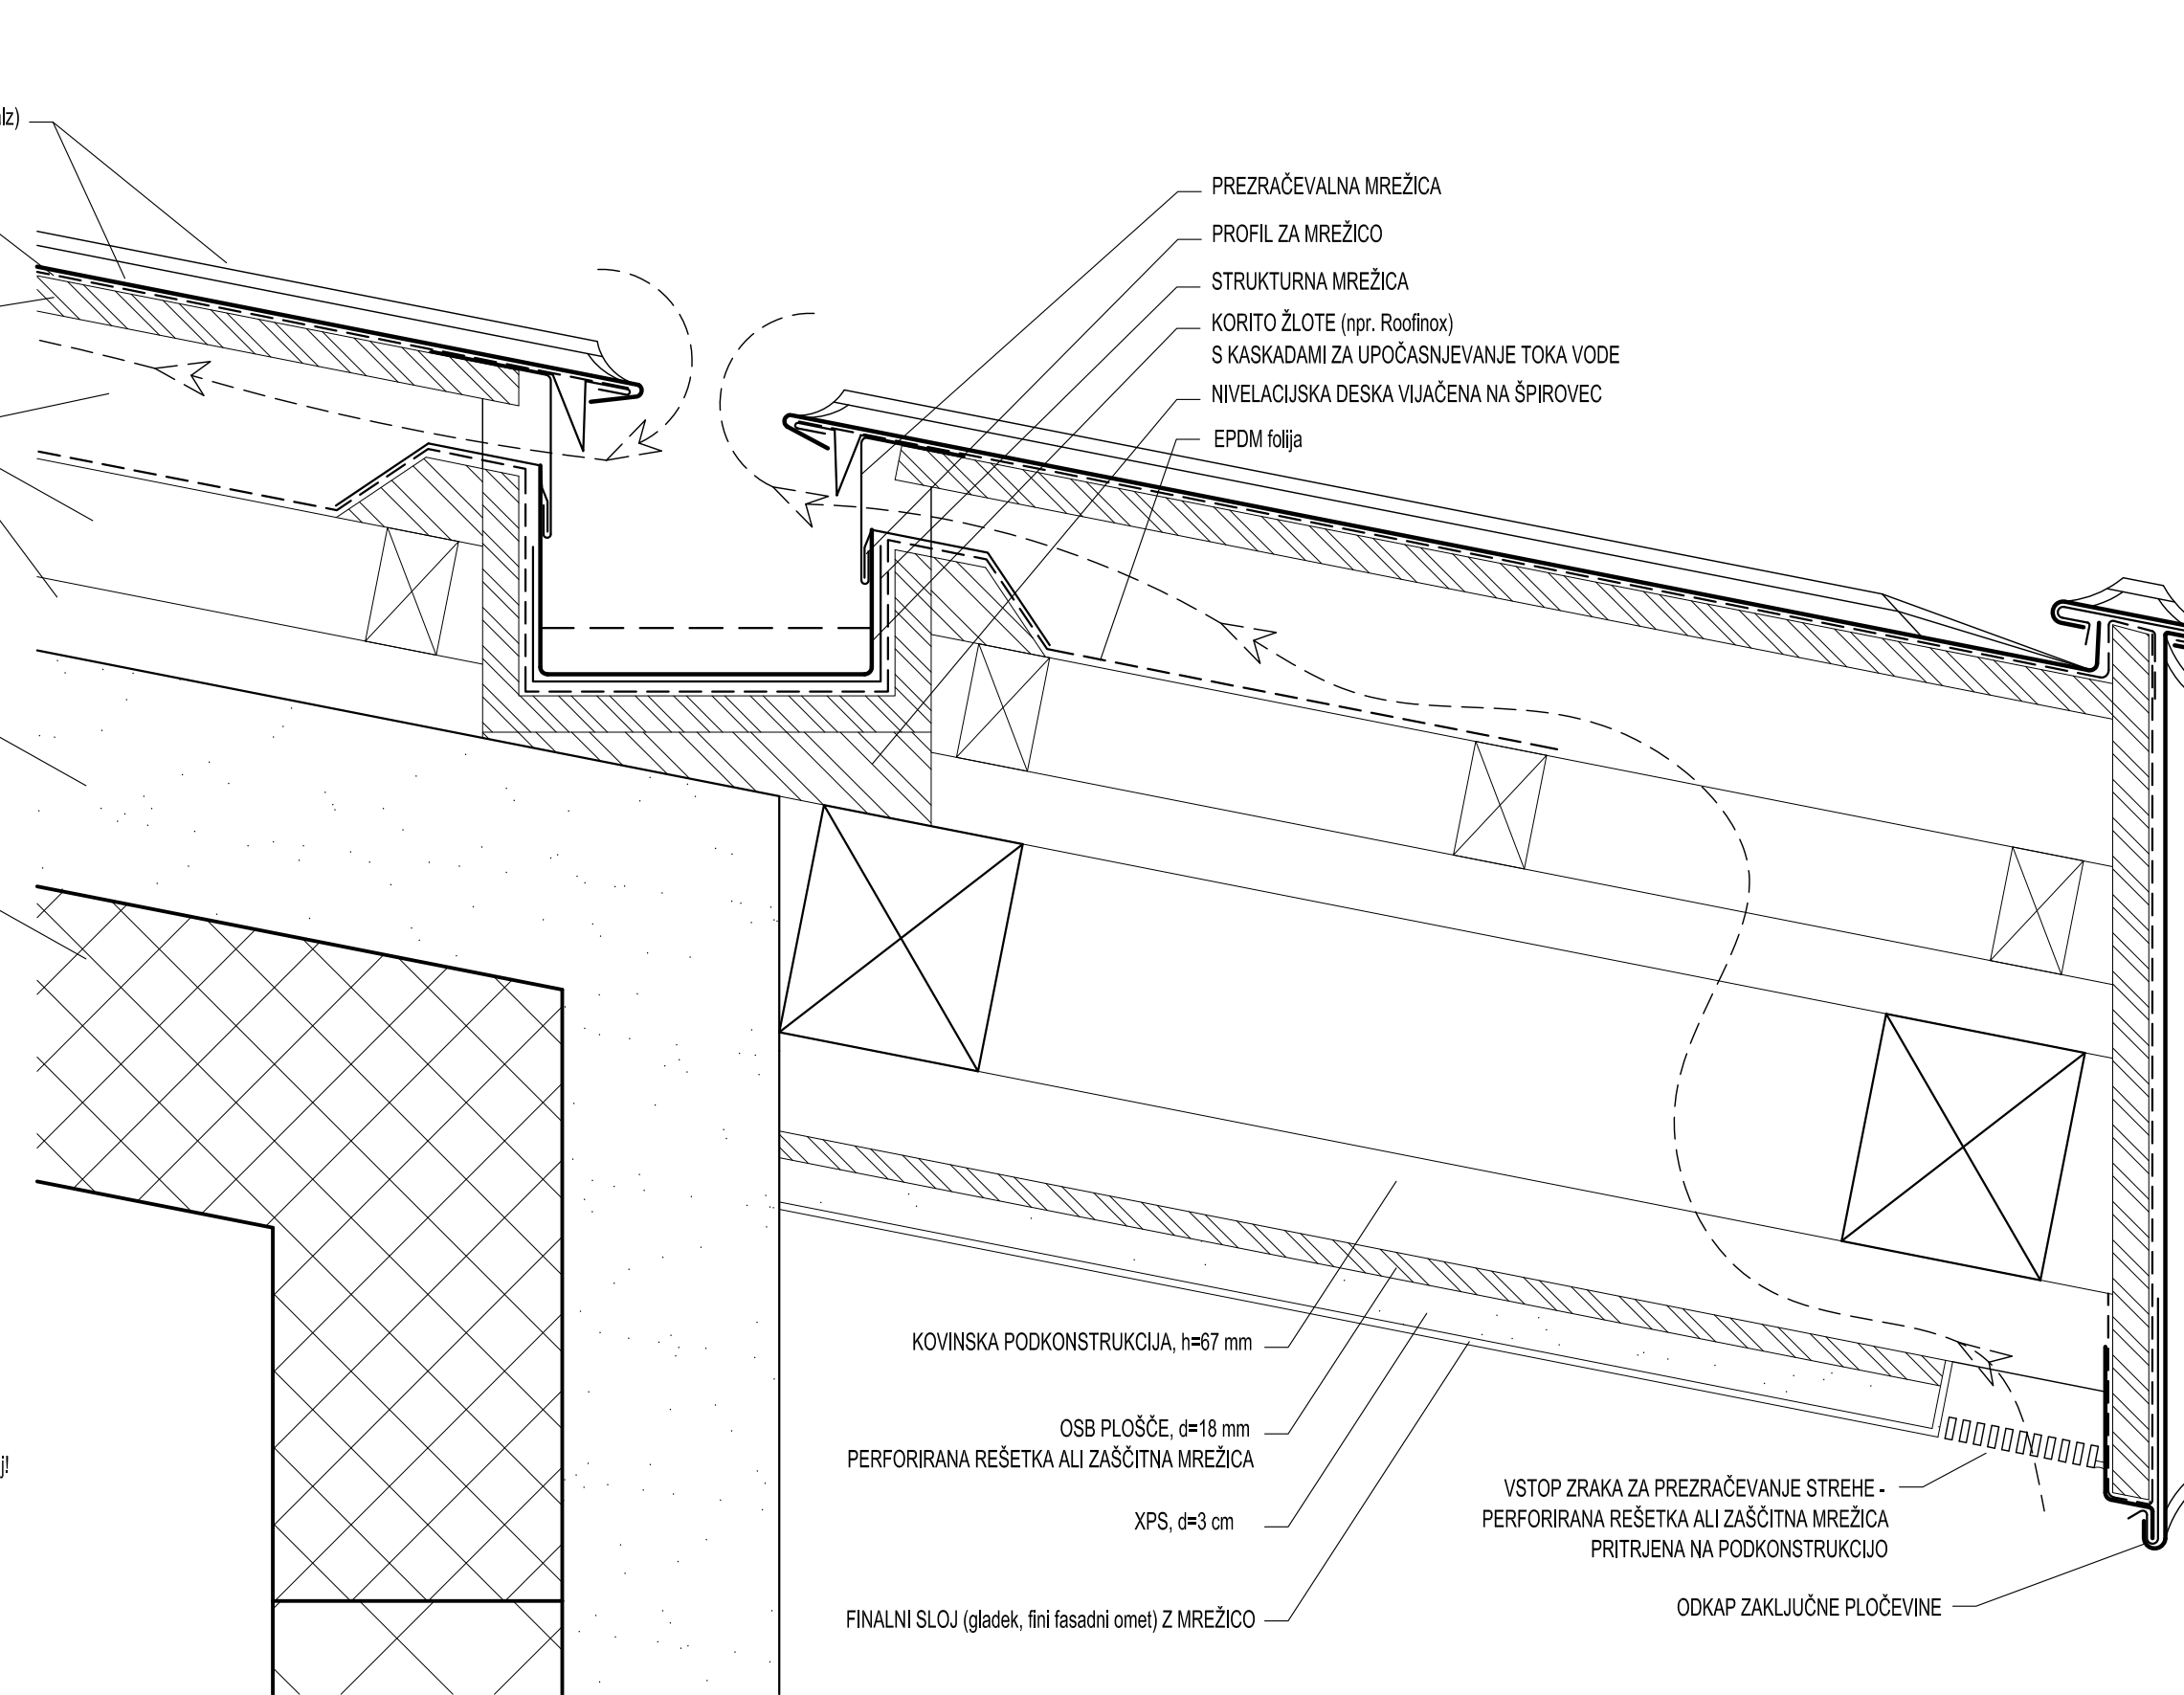 PREZRAČEVALNA MREŽICA
PROFIL ZA MREŽICO
STRUKTURNA MREŽICA
KORITO ŽLOTE (npr. Roofinox)
S KASKADAMI ZA UPOČASNJEVANJE TOKA VODE
NIVELACIJSKA DESKA VIJAČENA NA ŠPIROVEC
EPDM folija
KOVINSKA PODKONSTRUKCIJA, h=67 mm
OSB PLOŠČE, d=18 mm
PERFORIRANA REŠETKA ALI ZAŠČITNA MREŽICA
XPS, d=3 cm
FINALNI SLOJ (gladek, fini fasadni omet) Z MREŽICO
VSTOP ZRAKA ZA PREZRAČEVANJE STREHE -
PERFORIRANA REŠETKA ALI ZAŠČITNA MREŽICA
PRITRJENA NA PODKONSTRUKCIJO
ODKAP ZAKLJUČNE PLOČEVINE